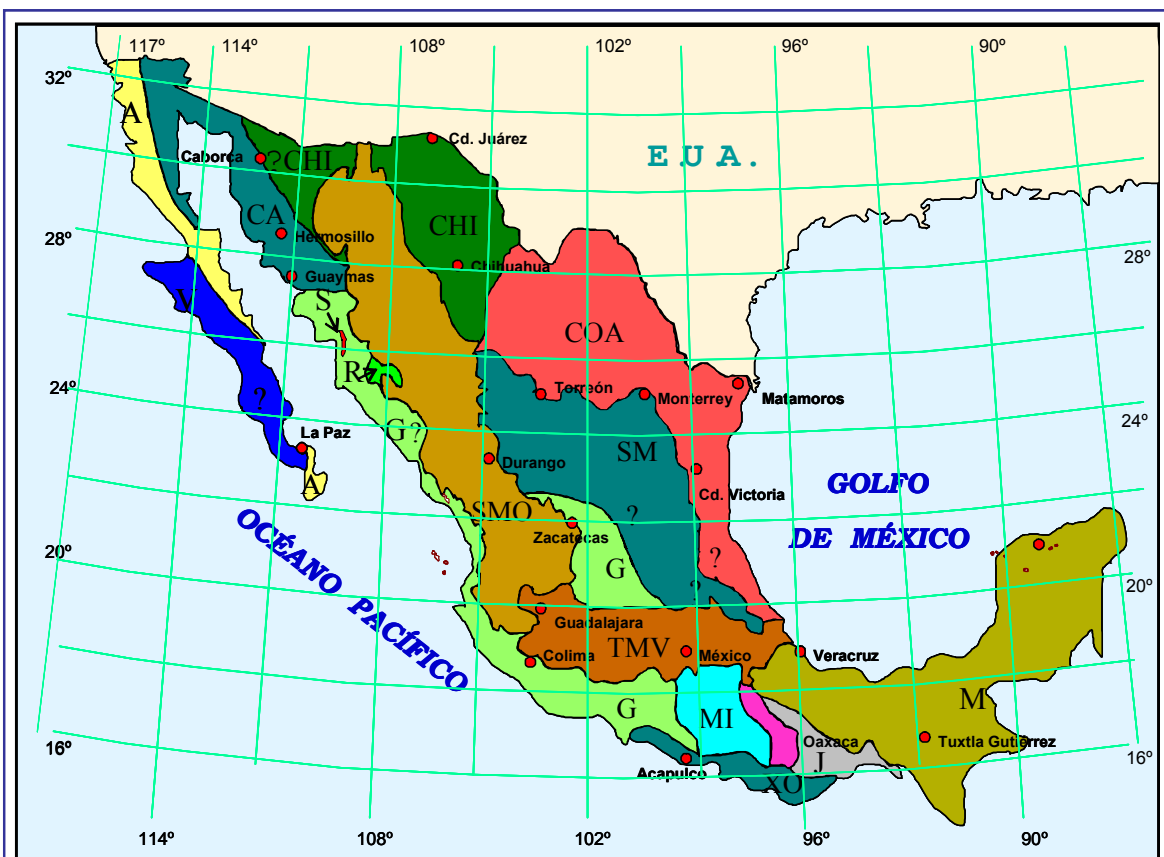 117º 114º 108º 102º 96º 90º
32º
A
Cd. Juárez
Caborca ?CHI
E U A.
CA
CHI
28º Hermosillo 28º
Chihuahua
Guaymas
V S
COA
Rz
24º Torreón Monterrey Matamoros
?
G? 24º
La Paz
SM
Durango
Cd. Victoria
A GOLFO
SMO ?
Zacatecas DE MÉXICO
OCÉANO PACÍFICO
20º ?
G
? 20º
Guadalajara
TMV México Veracruz
Colima
G MI M
16º Oaxaca Tuxtla Gutiérrez 16º
Acapulco J
XO
114º 108º 102º 96º 90º